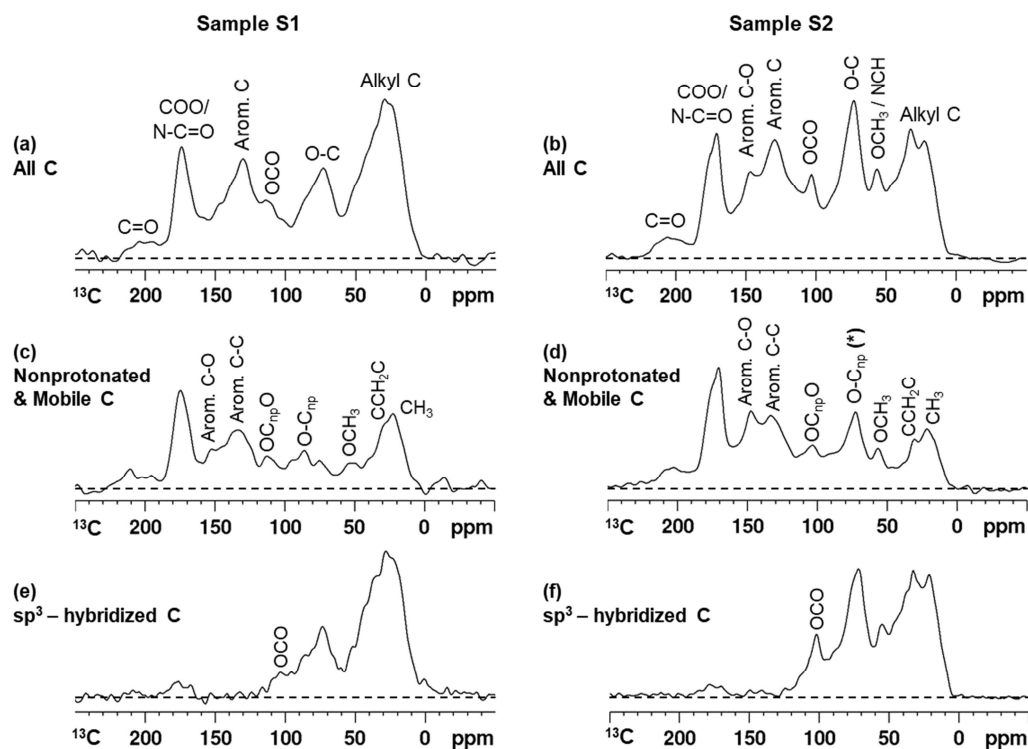 Sample S1
Sample S2
(a)
All C
C=O
COO/
N-C=O
Arom. C
OCO
O-C
Alkyl C
¹³C 200 150 100 50 0 ppm
(b)
All C
C=O
COO/
N-C=O
Arom. C-O
Arom. C
OCO
O-C
OCH₃ / NCH
Alkyl C
¹³C 200 150 100 50 0 ppm
(c)
Nonprotonated
& Mobile C
Arom. C-O
Arom. C-C
OCₙₚO
O-Cₙₚ
OCH₃
CCH₂C
CH₃
¹³C 200 150 100 50 0 ppm
(d)
Nonprotonated
& Mobile C
Arom. C-O
Arom. C-C
OCₙₚO
O-Cₙₚ (*)
OCH₃
CCH₂C
CH₃
¹³C 200 150 100 50 0 ppm
(e)
sp³ – hybridized C
OCO
¹³C 200 150 100 50 0 ppm
(f)
sp³ – hybridized C
OCO
¹³C 200 150 100 50 0 ppm